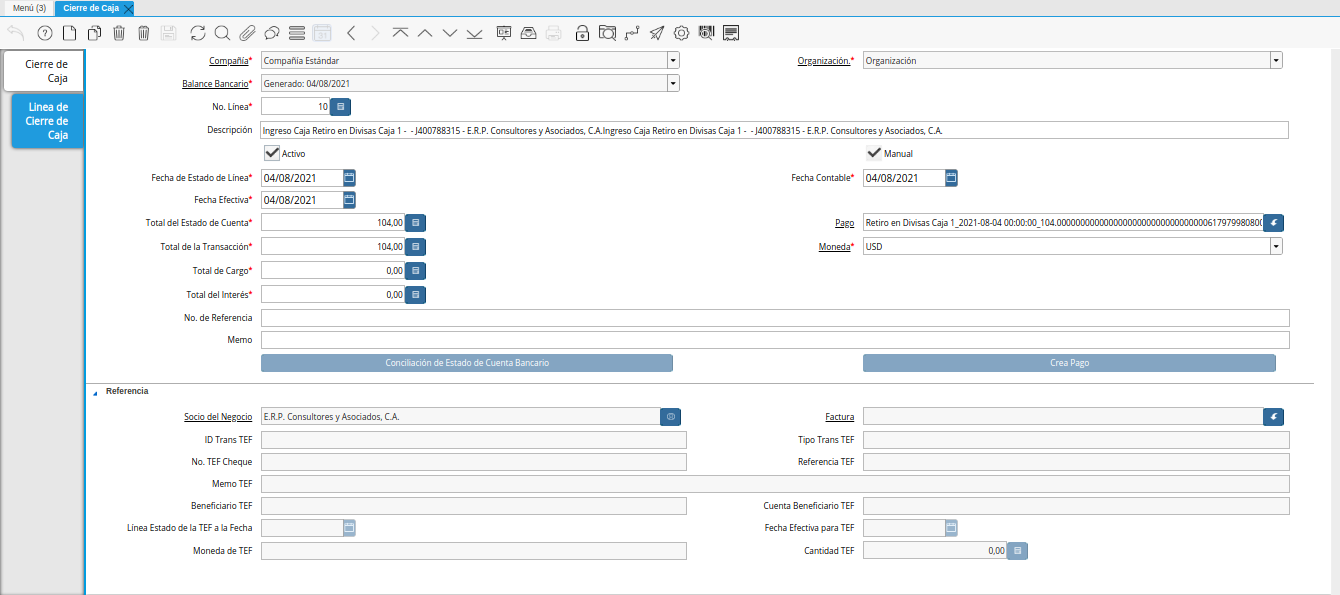 Menú (3) Cierre de Caja
Cierre de
Caja
Linea de
Cierre de
Caja
Compañía* Compañía Estándar Organización.* Organización
Balance Bancario* Generado: 04/08/2021
No. Línea* 10
Descripción Ingreso Caja Retiro en Divisas Caja 1 - - J400788315 - E.R.P. Consultores y Asociados, C.A.Ingreso Caja Retiro en Divisas Caja 1 - - J400788315 - E.R.P. Consultores y Asociados, C.A.
Activo Manual
Fecha de Estado de Línea* 04/08/2021 Fecha Contable* 04/08/2021
Fecha Efectiva* 04/08/2021
Total del Estado de Cuenta* 104,00 Pago
Retiro en Divisas Caja 1_2021-08-04
Total de la Transacción* 104,00 Moneda* USD
Total de Cargo* 0,00
Total del Interés* 0,00
No. de Referencia
Memo
Conciliación de Estado de Cuenta Bancario Crea Pago
Referencia
Socio del Negocio E.R.P. Consultores y Asociados, C.A. Factura
ID Trans TEF Tipo Trans TEF
No. TEF Cheque Referencia TEF
Memo TEF
Beneficiario TEF Cuenta Beneficiario TEF
Línea Estado de la TEF a la Fecha Fecha Efectiva para TEF
Moneda de TEF Cantidad TEF 0,00